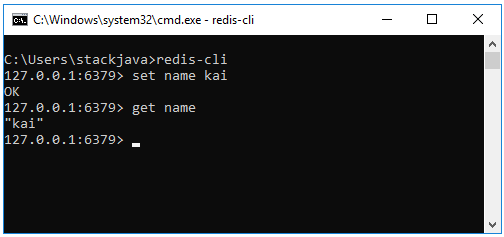 C:\Windows\system32\cmd.exe - redis-cli
C:\Users\stackjava>redis-cli
127.0.0.1:6379> set name kai
OK
127.0.0.1:6379> get name
"kai"
127.0.0.1:6379>